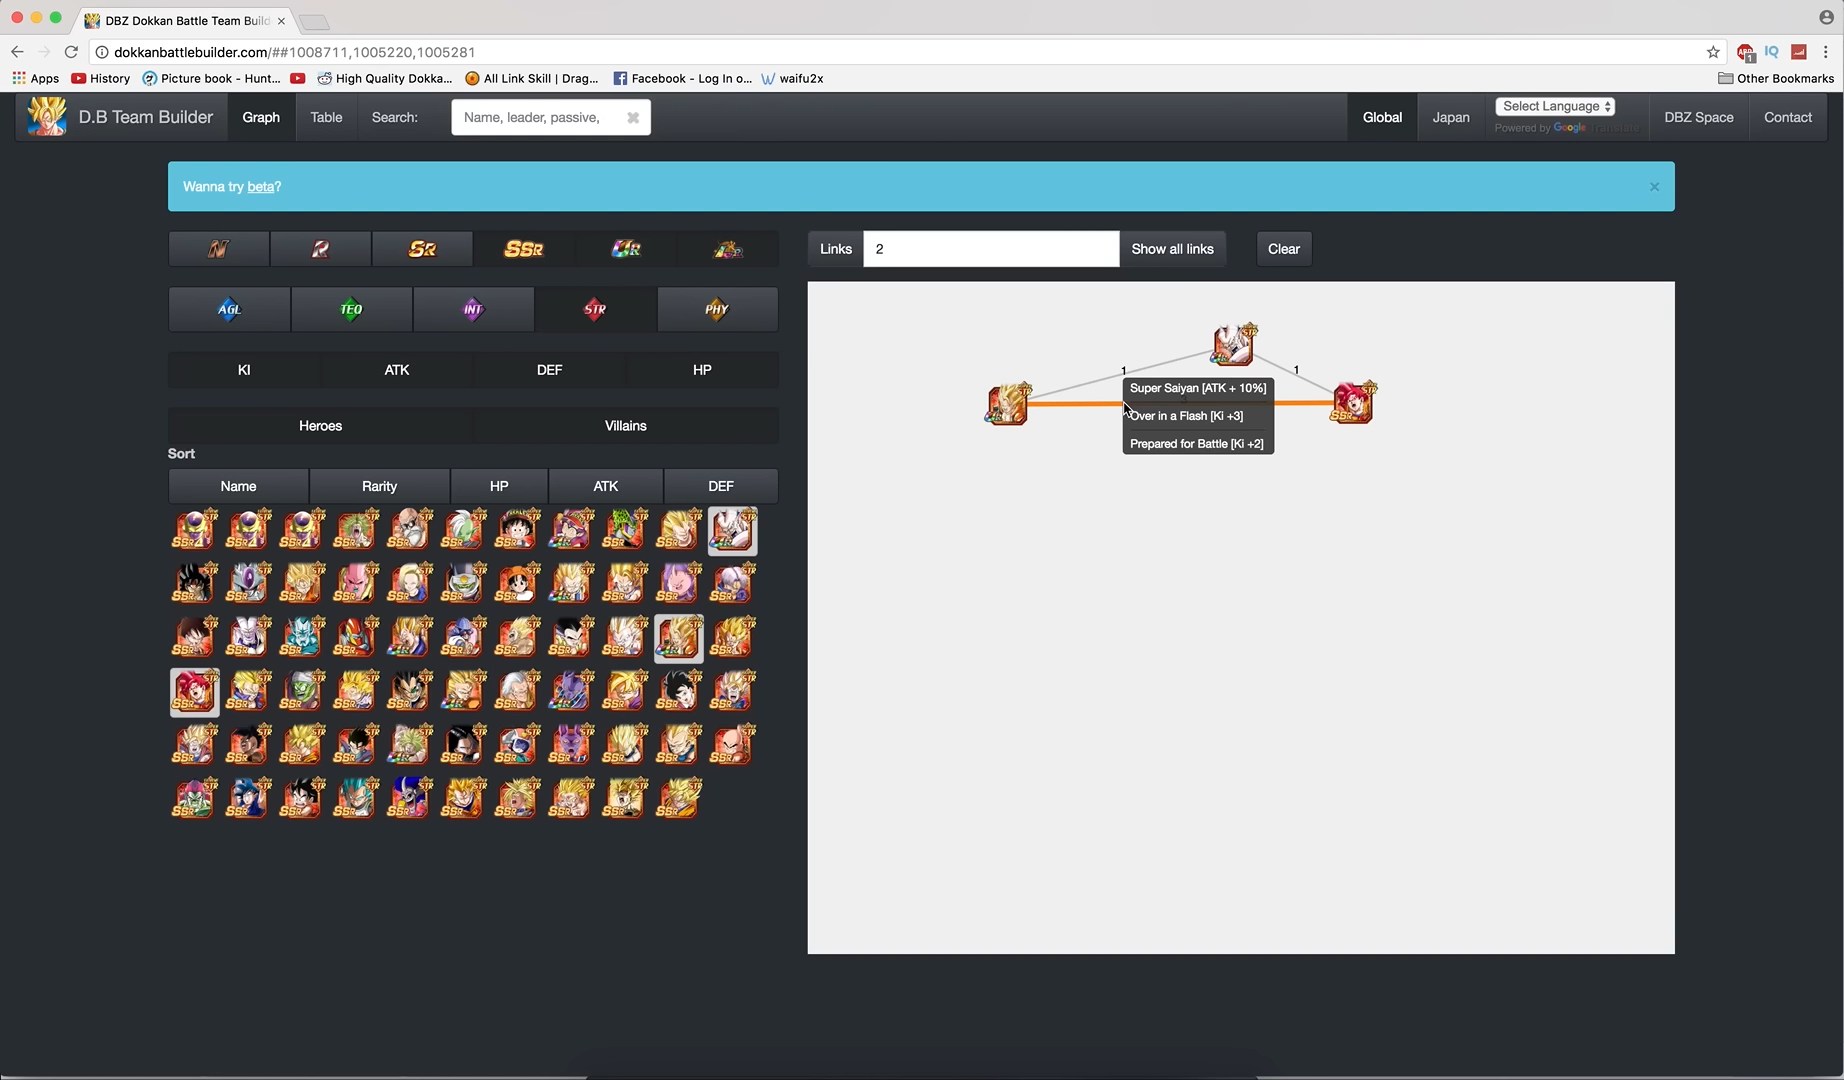 DBZ Dokkan Battle Team Build
dokkanbattlebuilder.com/##1008711,1005220,1005281
Apps History Picture book - Hunt... High Quality Dokka... All Link Skill | Drag... Facebook - Log In o... waifu2x Other Bookmarks
D.B Team Builder Graph Table Search: Name, leader, passive, Global Japan Select Language DBZ Space Contact
Powered by Google Translate
Wanna try beta?
N R SR SSR UR LR
Links 2 Show all links Clear
AGL TEQ INT STR PHY
KI ATK DEF HP
Heroes Villains
Sort
Name Rarity HP ATK DEF
1 1
Super Saiyan [ATK + 10%]
Over in a Flash [Ki +3]
Prepared for Battle [Ki +2]